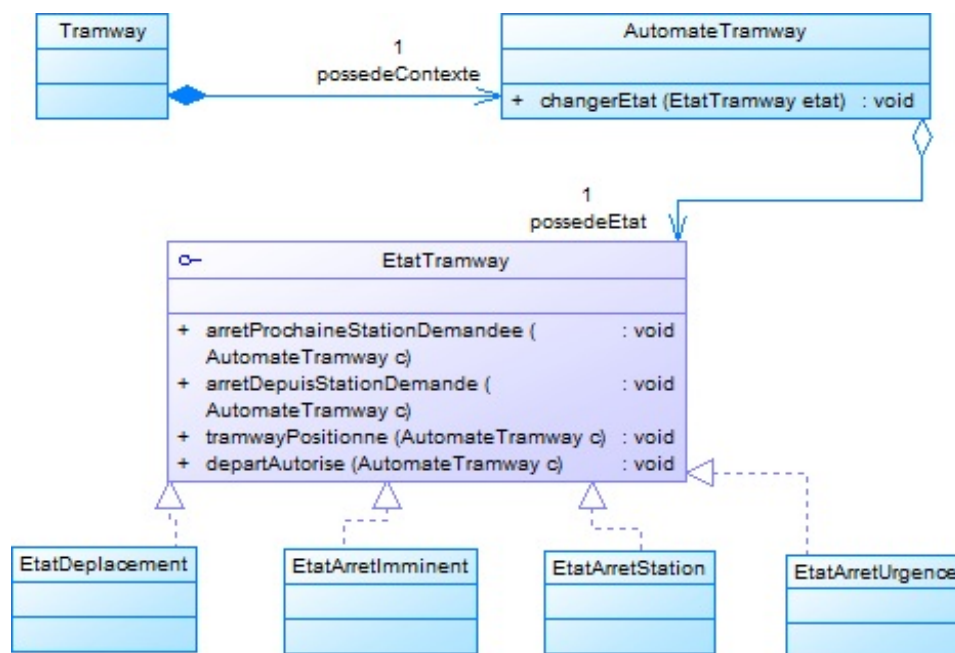 Tramway
AutomateTramway
1
possedeContexte
+ changerEtat (EtatTramway etat) : void
1
possedeEtat
EtatTramway
+ arretProchaineStationDemandee ( : void
AutomateTramway c)
+ arretDepuisStationDemande ( : void
AutomateTramway c)
+ tramwayPositionne (AutomateTramway c) : void
+ departAutorise (AutomateTramway c) : void
EtatDeplacement
EtatArretImminent
EtatArretStation
EtatArretUrgence